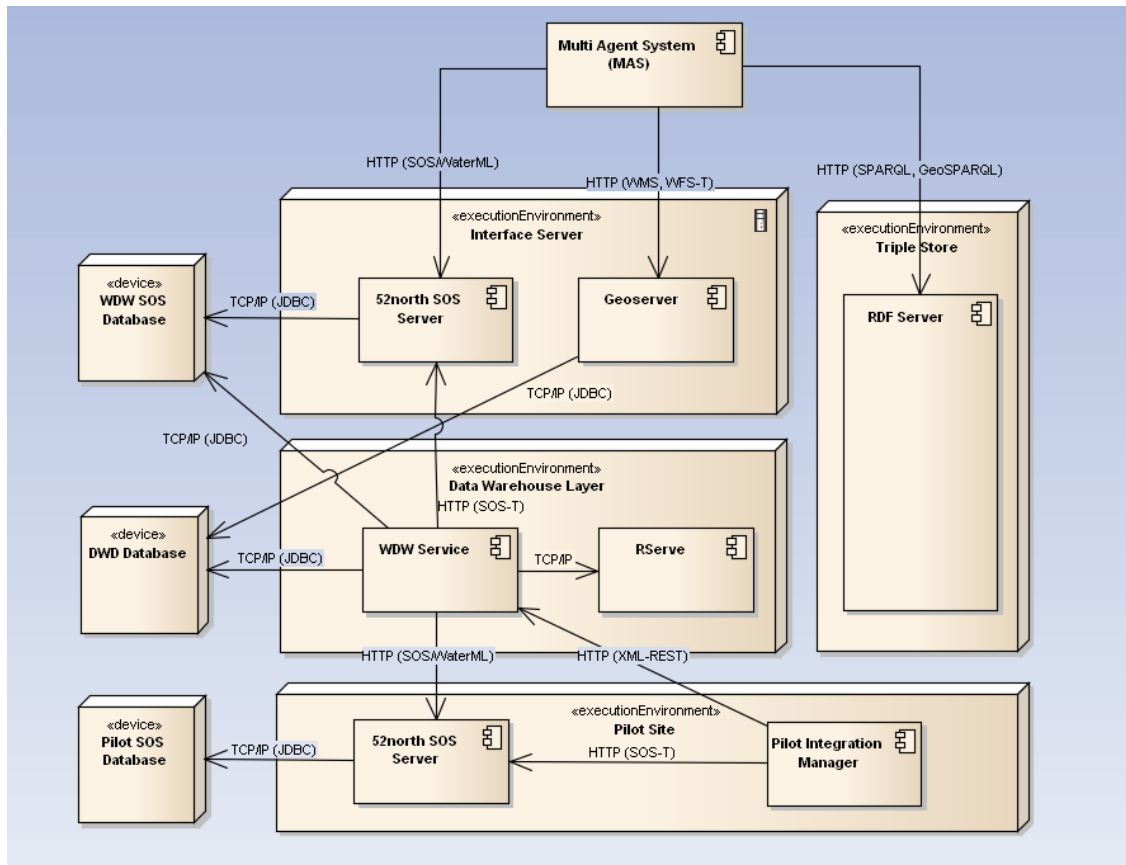 Multi Agent System
(MAS)
HTTP (SOS/WaterML)
HTTP (WMS, WFS-T)
HTTP (SPARQL, GeoSPARQL)
«executionEnvironment»
Interface Server
«executionEnvironment»
Triple Store
«device»
WDW SOS
Database
TCP/IP (JDBC)
52north SOS
Server
Geoserver
RDF Server
TCP/IP (JDBC)
TCP/IP (JDBC)
«executionEnvironment»
Data Warehouse Layer
HTTP (SOS-T)
«device»
DWD Database
TCP/IP (JDBC)
WDW Service
TCP/IP
RServe
HTTP (SOS/WaterML)
HTTP (XML-REST)
«executionEnvironment»
Pilot Site
«device»
Pilot SOS
Database
TCP/IP (JDBC)
52north SOS
Server
HTTP (SOS-T)
Pilot Integration
Manager